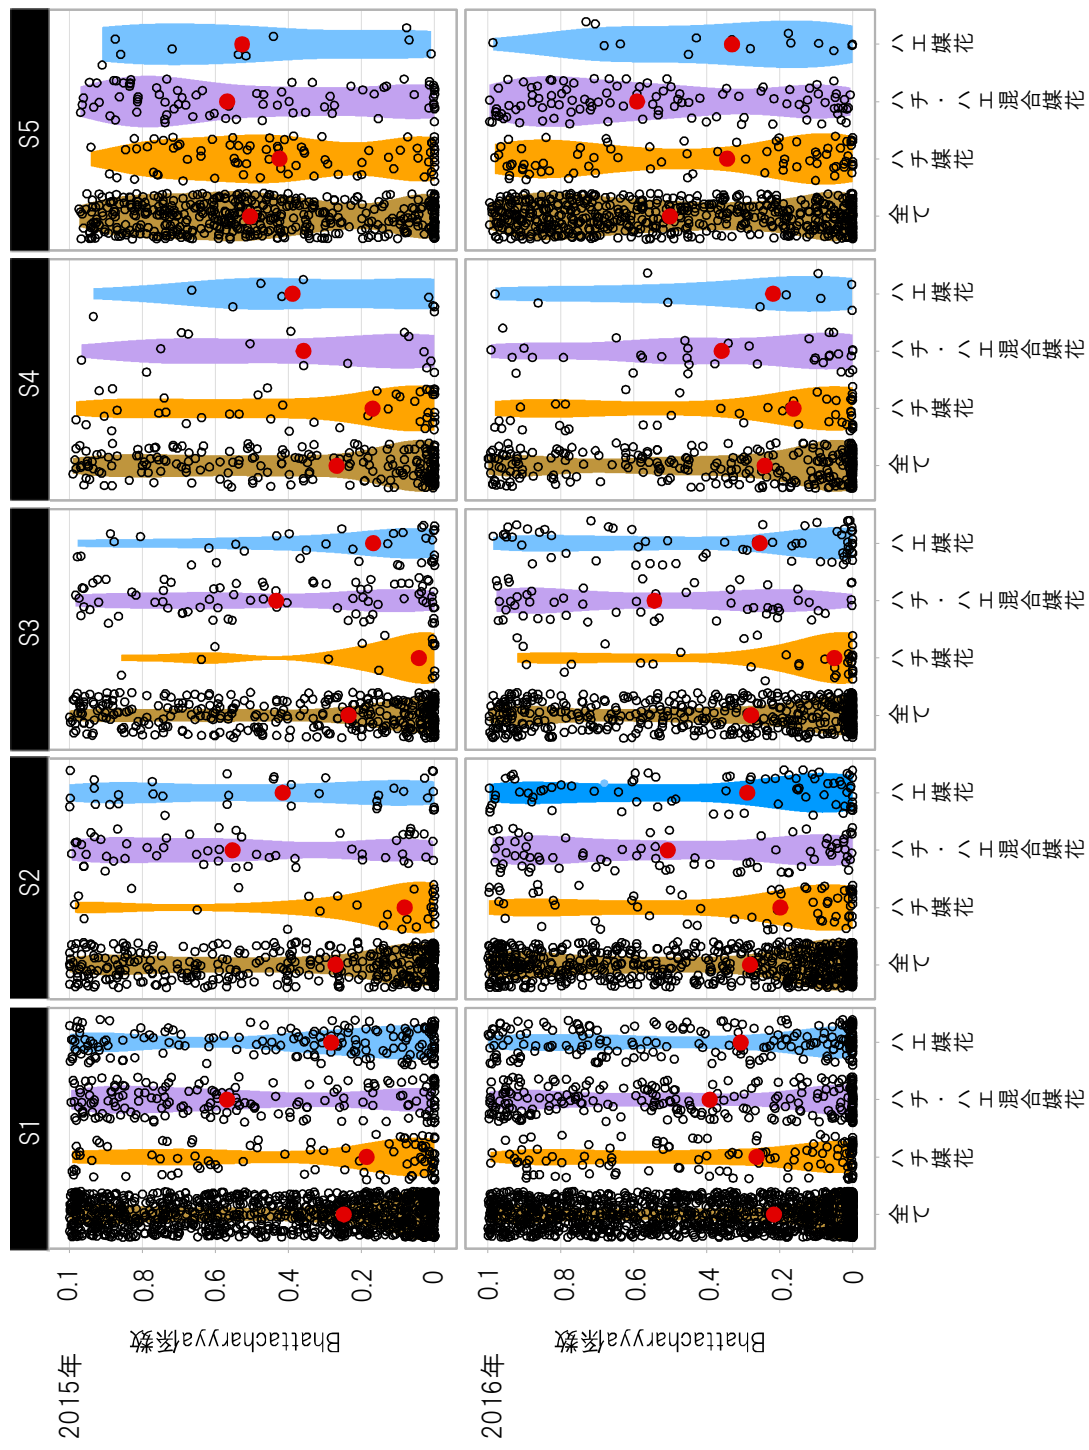 S1
S2
S3
S4
S5
2015年
Bhattacharyya係数
0.1
0.8
0.6
0.4
0.2
0
2016年
Bhattacharyya係数
0.1
0.8
0.6
0.4
0.2
0
全て
ハチ媒花
ハチ・ハエ混合媒花
ハエ媒花
全て
ハチ媒花
ハチ・ハエ混合媒花
ハエ媒花
全て
ハチ媒花
ハチ・ハエ混合媒花
ハエ媒花
全て
ハチ媒花
ハチ・ハエ混合媒花
ハエ媒花
全て
ハチ媒花
ハチ・ハエ混合媒花
ハエ媒花